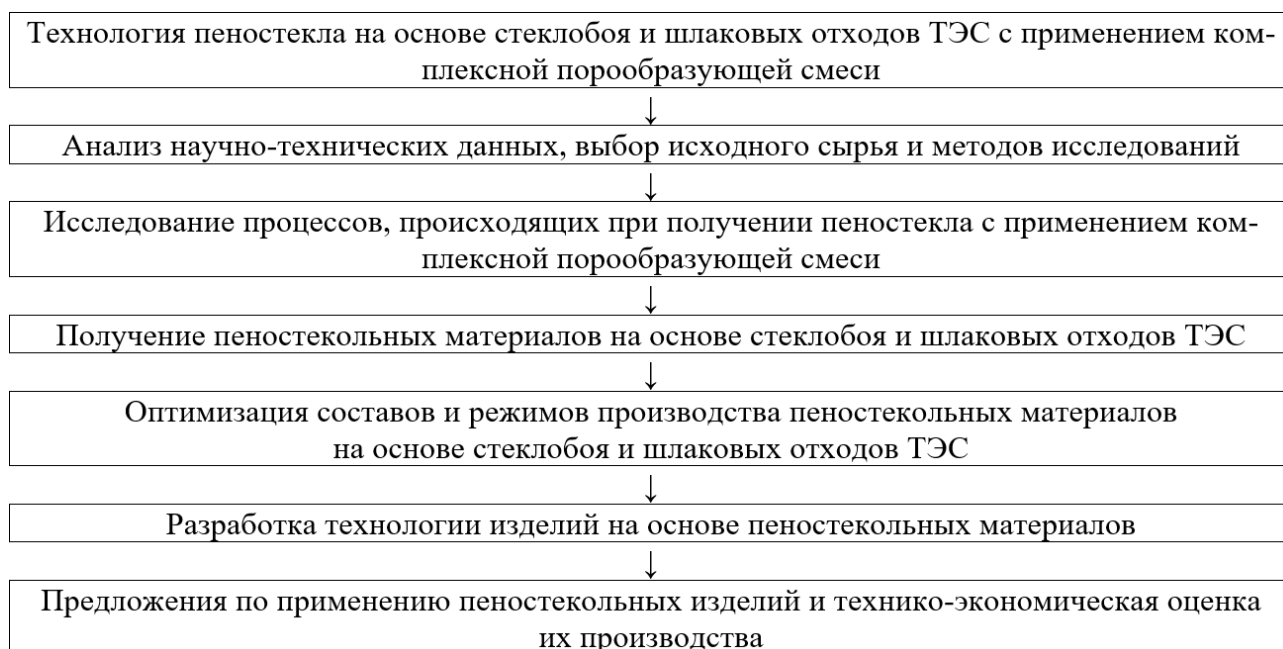 Технология пеностекла на основе стеклобоя и шлаковых отходов ТЭС с применением ком-
плексной порообразующей смеси
↓
Анализ научно-технических данных, выбор исходного сырья и методов исследований
↓
Исследование процессов, происходящих при получении пеностекла с применением ком-
плексной порообразующей смеси
↓
Получение пеностекольных материалов на основе стеклобоя и шлаковых отходов ТЭС
↓
Оптимизация составов и режимов производства пеностекольных материалов
на основе стеклобоя и шлаковых отходов ТЭС
↓
Разработка технологии изделий на основе пеностекольных материалов
↓
Предложения по применению пеностекольных изделий и технико-экономическая оценка
их производства